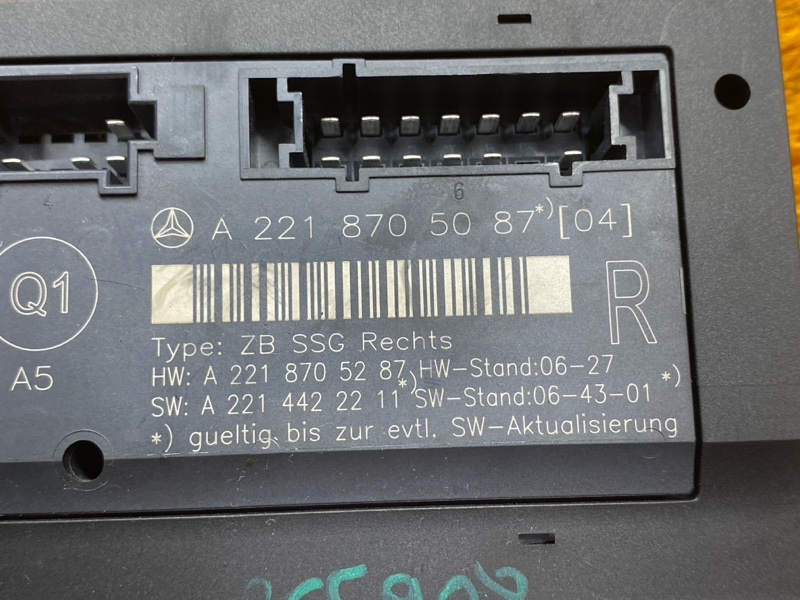 6
A 221 870 50 87*)[04]
Q1
A5
R
Type: ZB SSG Rechts
HW: A 221 870 52 87 HW-Stand:06-27
SW: A 221 442 22 11*) SW-Stand:06-43-01 *)
*) gueltig bis zur evtl. SW-Aktualisierung